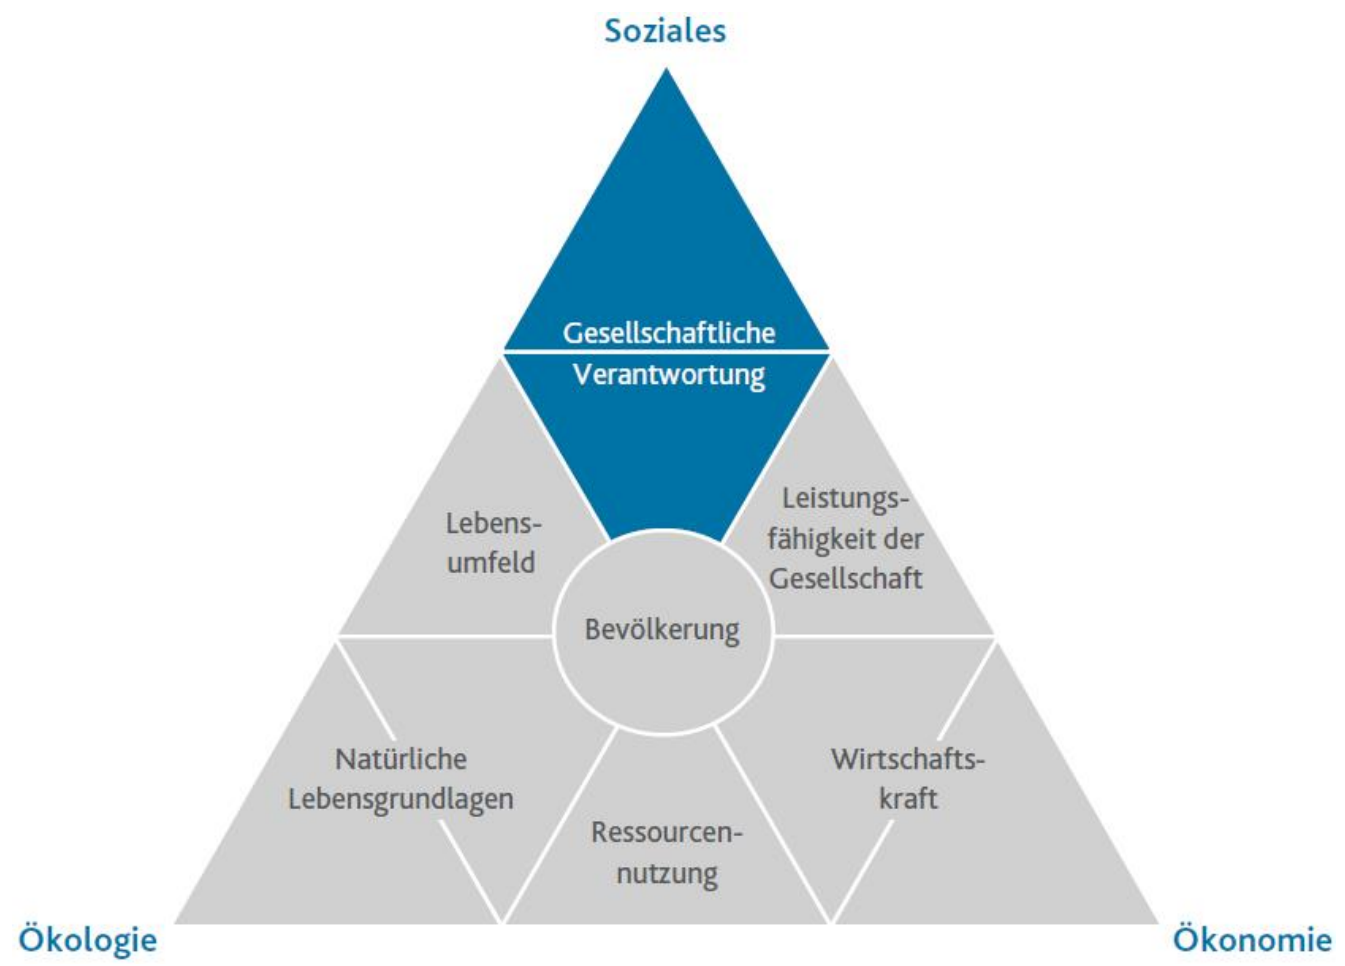 Soziales
Gesellschaftliche
Verantwortung
Lebens-
umfeld
Leistungs-
fähigkeit der
Gesellschaft
Bevölkerung
Natürliche
Lebensgrundlagen
Wirtschafts-
kraft
Ressourcen-
nutzung
Ökologie
Ökonomie